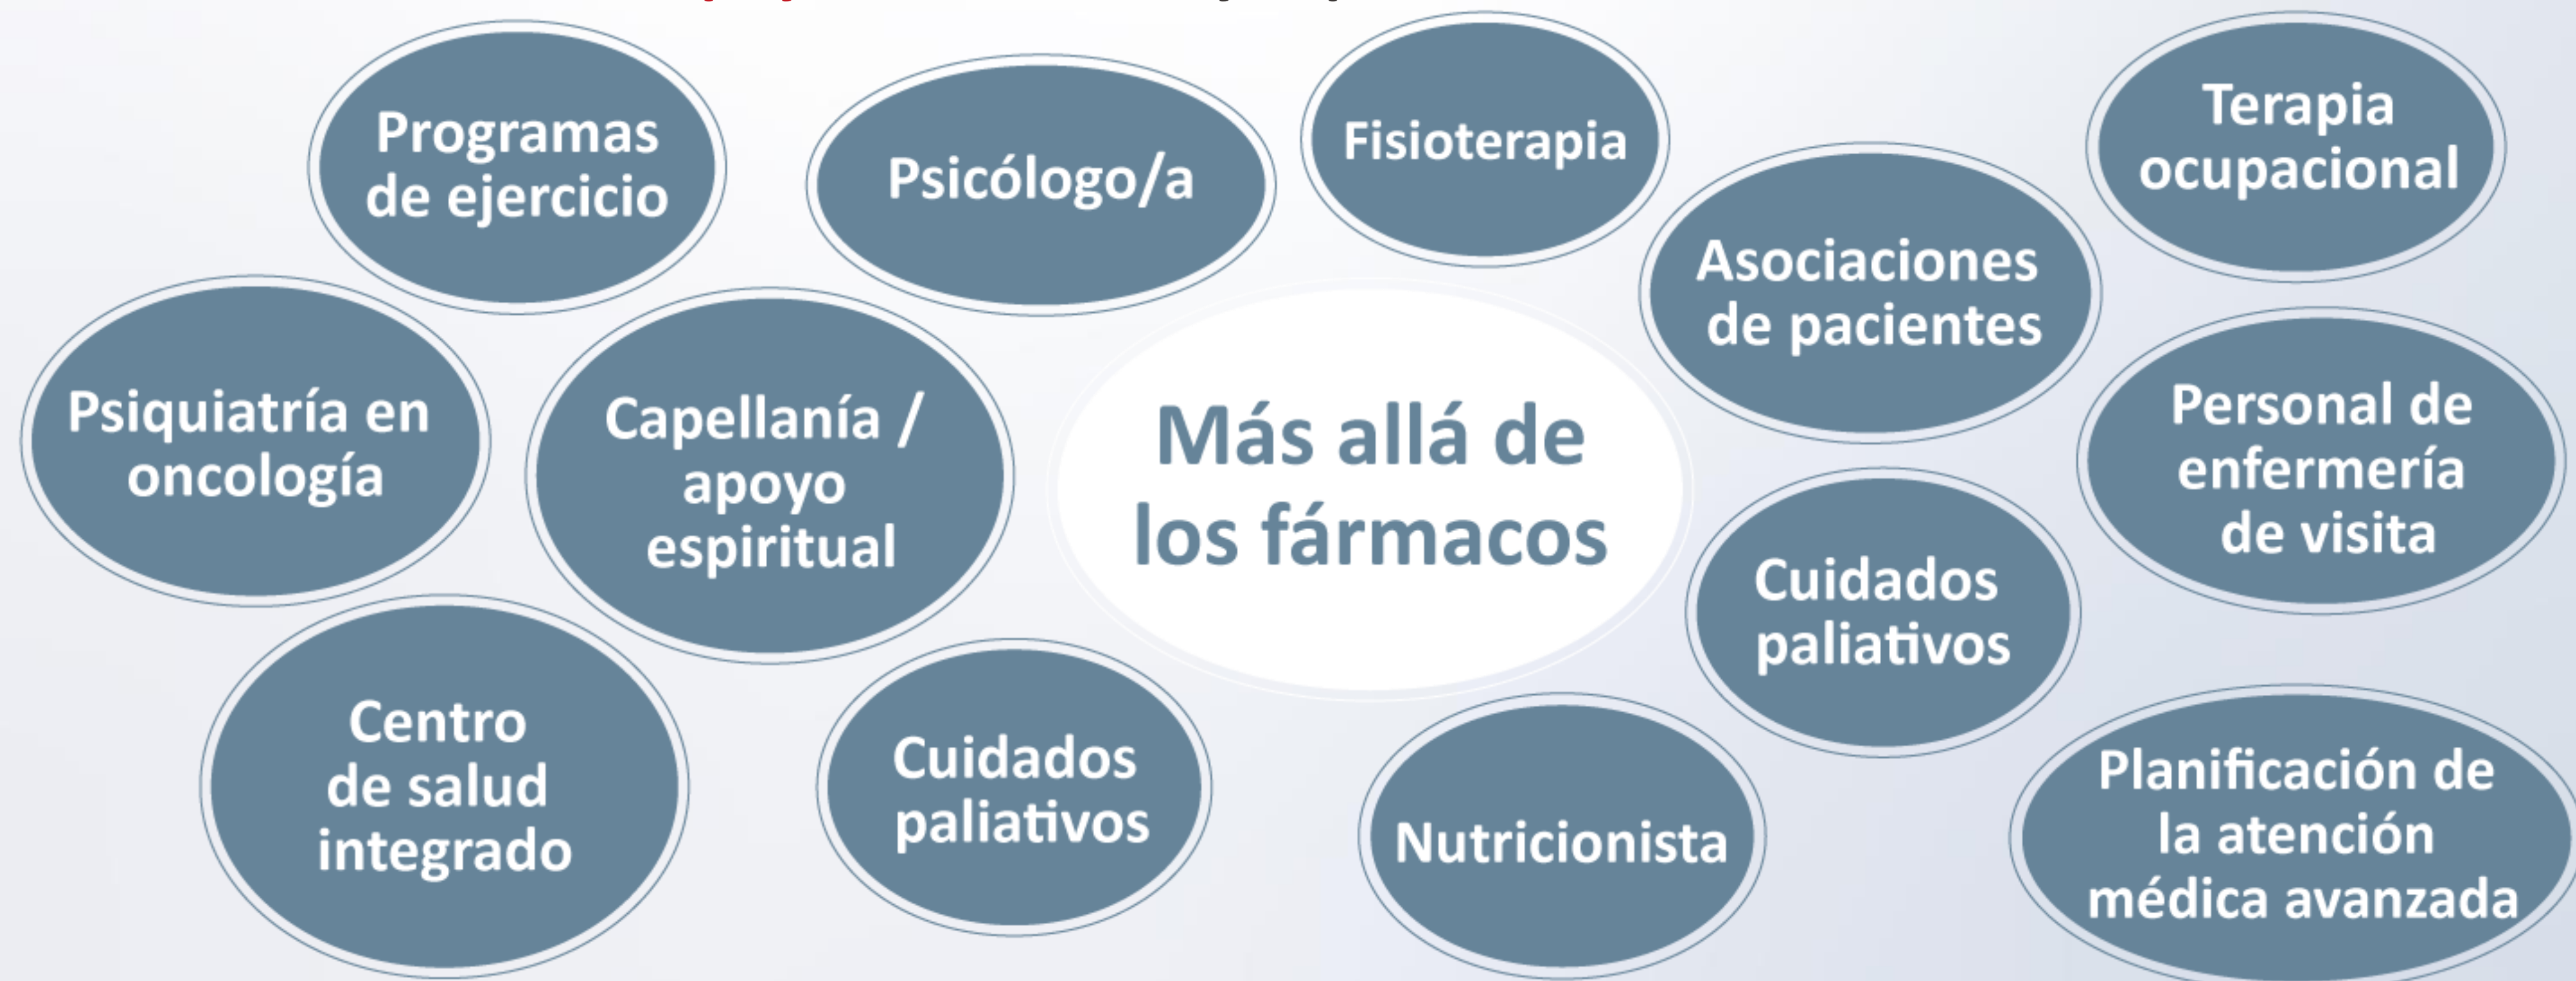 Programas
de ejercicio
Psicólogo/a
Fisioterapia
Terapia
ocupacional
Asociaciones
de pacientes
Psiquiatría en
oncología
Capellanía /
apoyo
espiritual
Más allá de
los fármacos
Personal de
enfermería
de visita
Cuidados
paliativos
Centro
de salud
integrado
Cuidados
paliativos
Nutricionista
Planificación de
la atención
médica avanzada